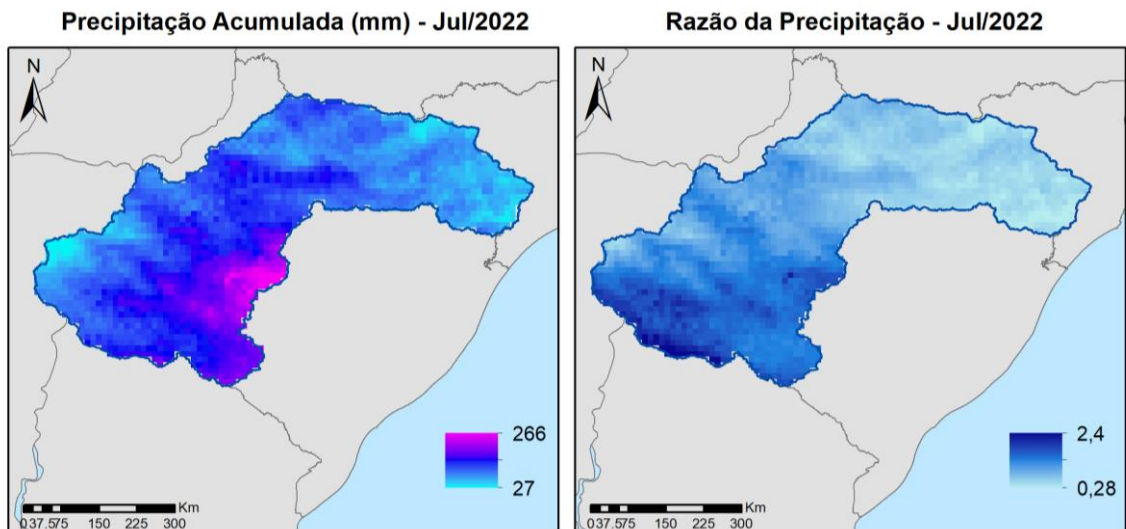 Precipitação Acumulada (mm) - Jul/2022
N
266
27
Km
0 37.5 75 150 225 300
Razão da Precipitação - Jul/2022
N
2,4
0,28
Km
0 37.5 75 150 225 300